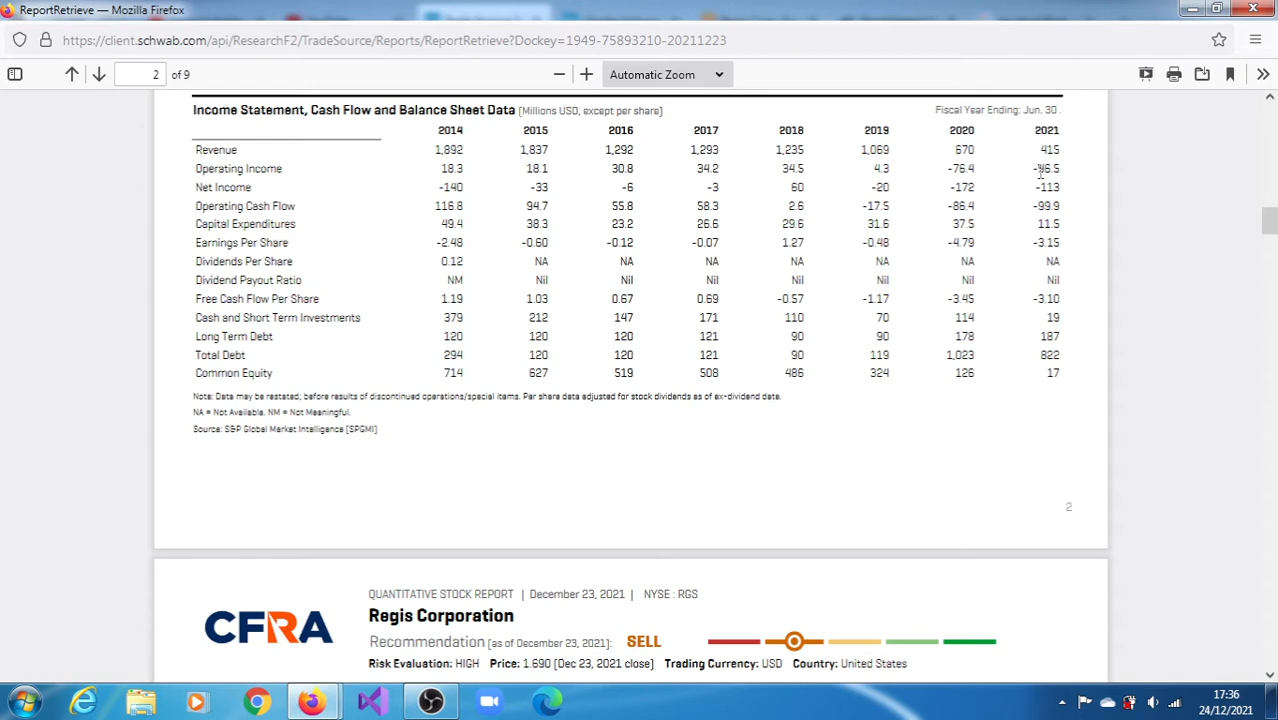 ReportRetrieve — Mozilla Firefox
https://client.schwab.com/api/ResearchF2/TradeSource/Reports/ReportRetrieve?Dockey=1949-75893210-20211223
2 of 9 Automatic Zoom
Income Statement, Cash Flow and Balance Sheet Data [Millions USD, except per share] Fiscal Year Ending: Jun. 30 .
2014 2015 2016 2017 2018 2019 2020 2021
Revenue 1,892 1,837 1,292 1,293 1,235 1,069 670 415
Operating Income 18.3 18.1 30.8 34.2 34.5 4.3 -76.4
Net Income -140 -33 -6 -3 60 -20 -172 -113
Operating Cash Flow 116.8 94.7 55.8 58.3 2.6 -17.5 -86.4 -99.9
Capital Expenditures 49.4 38.3 23.2 26.6 29.6 31.6 37.5 11.5
Earnings Per Share -2.48 -0.60 -0.12 -0.07 1.27 -0.48 -4.79 -3.15
Dividends Per Share 0.12 NA NA NA NA NA NA NA
Dividend Payout Ratio NM Nil Nil Nil Nil Nil Nil Nil
Free Cash Flow Per Share 1.19 1.03 0.67 0.69 -0.57 -1.17 -3.45 -3.10
Cash and Short Term Investments 379 212 147 171 110 70 114 19
Long Term Debt 120 120 120 121 90 90 178 187
Total Debt 294 120 120 121 90 119 1,023 822
Common Equity 714 627 519 508 486 324 126 17
Note: Data may be restated; before results of discontinued operations/special items. Per share data adjusted for stock dividends as of ex-dividend date.
NA = Not Available. NM = Not Meaningful.
Source: S&P Global Market Intelligence [SPGMI]
2
QUANTITATIVE STOCK REPORT | December 23, 2021 | NYSE : RGS
CFRA
Regis Corporation
Recommendation [as of December 23, 2021]: SELL
Risk Evaluation: HIGH Price: 1.690 [Dec 23, 2021 close] Trading Currency: USD Country: United States
17:36
24/12/2021